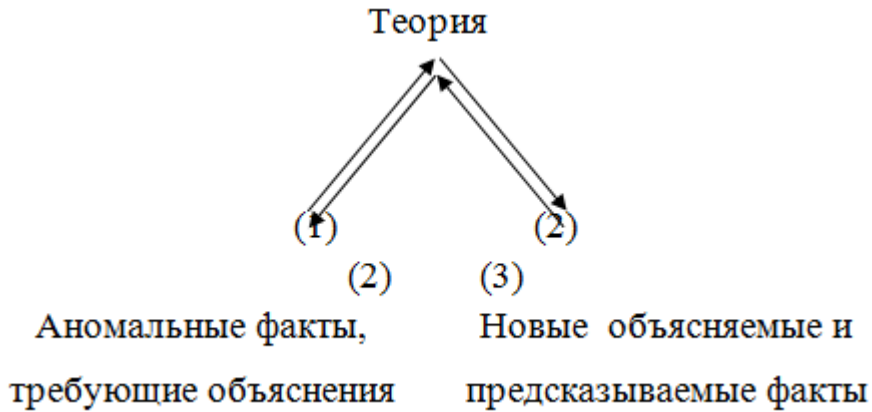 Теория
(1) (2)
(2) (3)
Аномальные факты, Новые объясняемые и
требующие объяснения предсказываемые факты